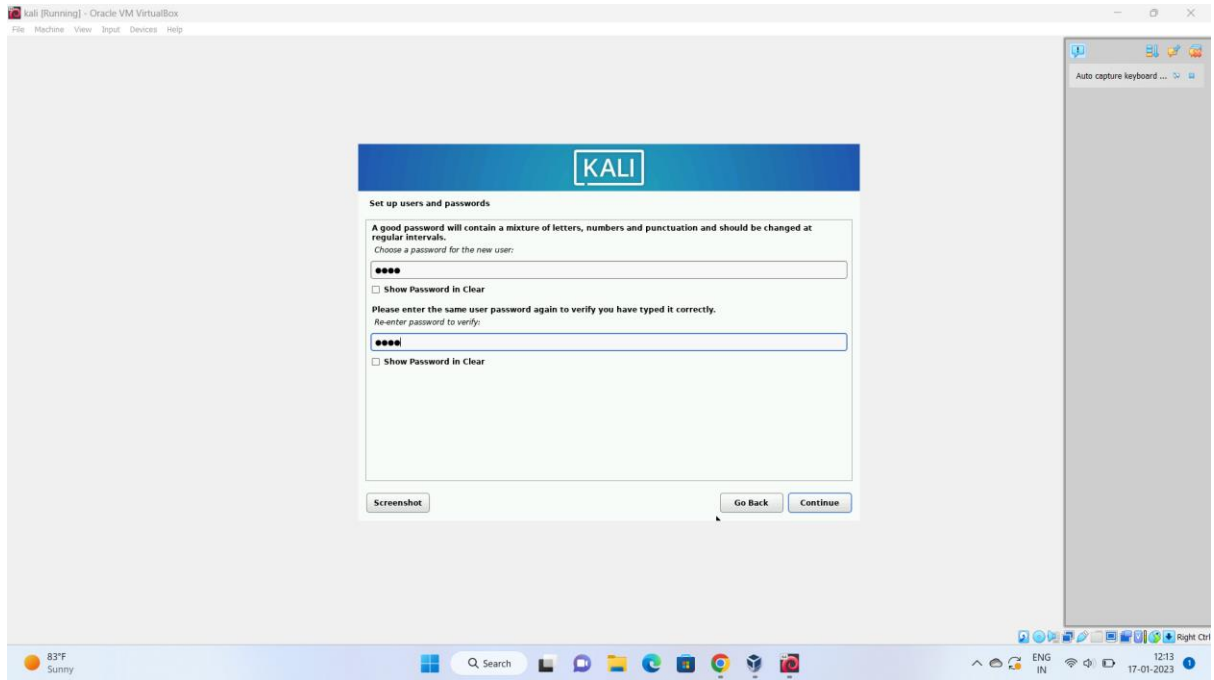 kali [Running] - Oracle VM VirtualBox
File Machine View Input Devices Help
Auto capture keyboard ...
KALI
Set up users and passwords
A good password will contain a mixture of letters, numbers and punctuation and should be changed at
regular intervals.
Choose a password for the new user:
●●●●
Show Password in Clear
Please enter the same user password again to verify you have typed it correctly.
Re-enter password to verify:
●●●●
Show Password in Clear
Screenshot
Go Back
Continue
Right Ctrl
83°F
Sunny
Search
ENG
IN
12:13
17-01-2023
1